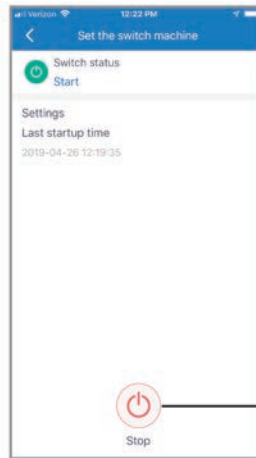 Verizon 12:22 PM
Set the switch machine
Switch status
Start
Settings
Last startup time
2019-04-26 12:19:35
Stop